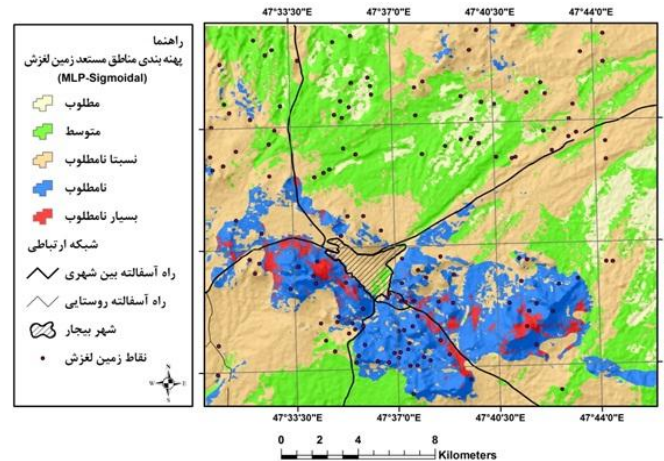 راهنما
پهنه بندی مناطق مستعد زمین لغزش
(MLP-Sigmoidal)
مطلوب
متوسط
نسبتا نامطلوب
نامطلوب
بسیار نامطلوب
شبکه ارتباطی
راه آسفالته بین شهری
راه آسفالته روستایی
شهر بیجار
نقاط زمین لغزش
N
W E
S
47°33'30"E 47°37'0"E 47°40'30"E 47°44'0"E
47°33'30"E 47°37'0"E 47°40'30"E 47°44'0"E
0 2 4 8
Kilometers